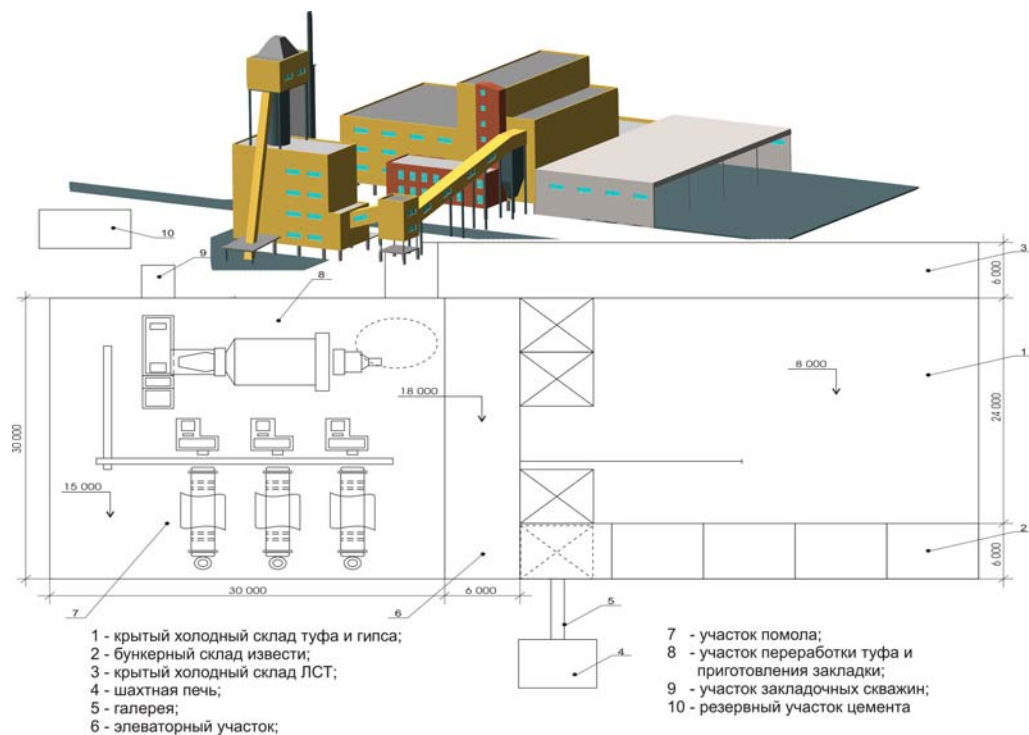 10
9
8
3
6 000
1
18 000
8 000
24 000
30 000
15 000
2
6 000
30 000
6 000
7
6
5
4
1 - крытый холодный склад туфа и гипса;
2 - бункерный склад извести;
3 - крытый холодный склад ЛСТ;
4 - шахтная печь;
5 - галерея;
6 - элеваторный участок;
7 - участок помола;
8 - участок переработки туфа и
приготовления закладки;
9 - участок закладочных скважин;
10 - резервный участок цемента